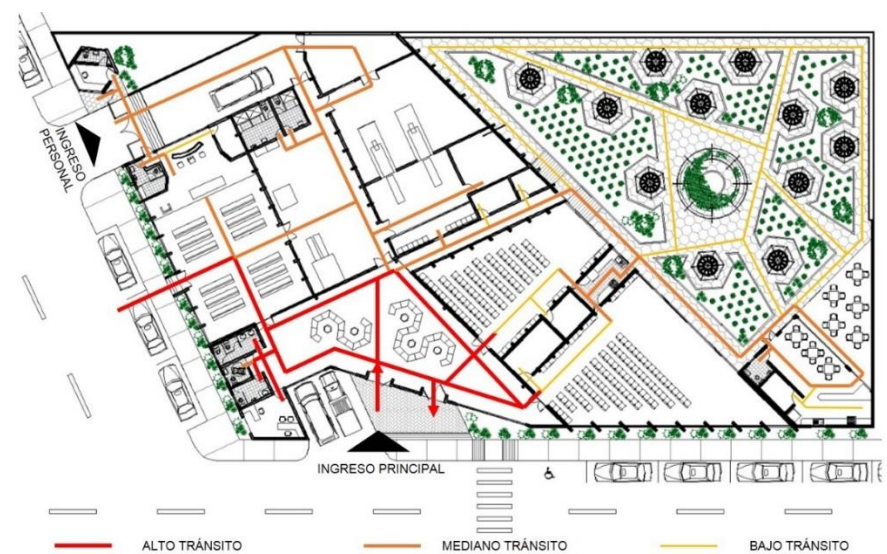 INGRESO
PERSONAL
INGRESO PRINCIPAL
ALTO TRÁNSITO
MEDIANO TRÁNSITO
BAJO TRÁNSITO